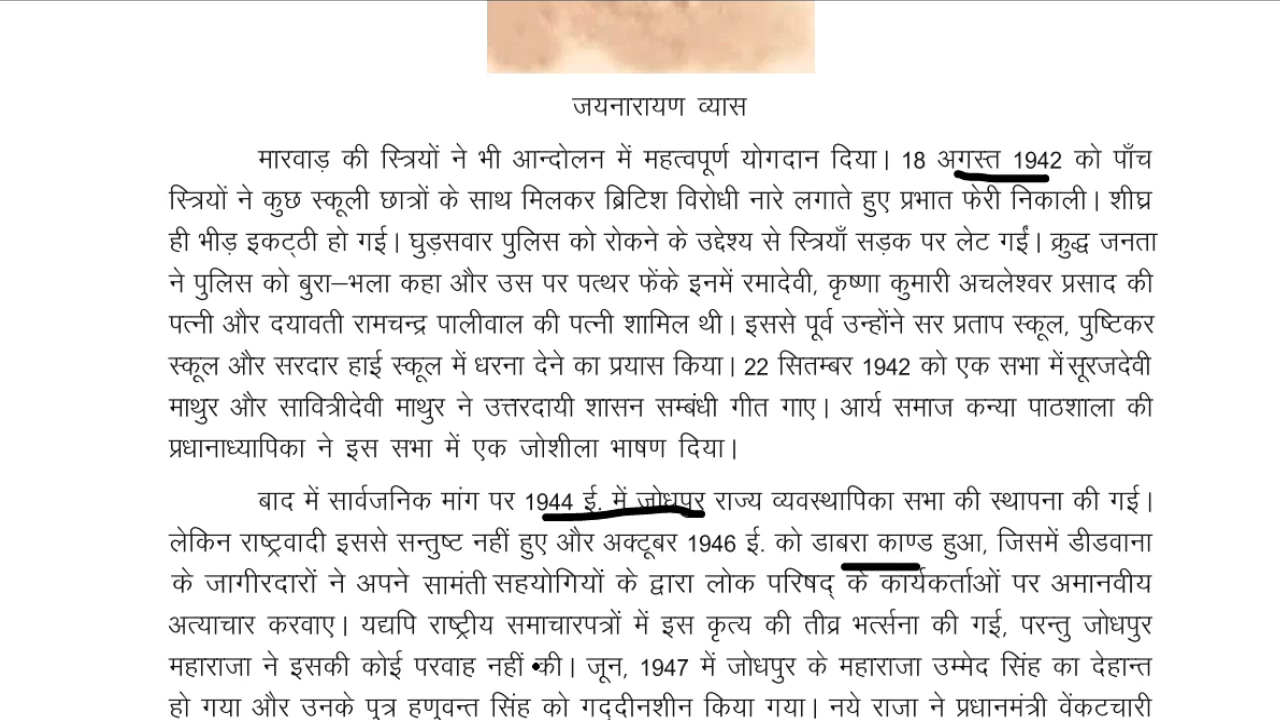 जयनारायण व्यास
मारवाड़ की स्त्रियों ने भी आन्दोलन में महत्वपूर्ण योगदान दिया। 18 अगस्त 1942 को पाँच
स्त्रियों ने कुछ स्कूली छात्रों के साथ मिलकर ब्रिटिश विरोधी नारे लगाते हुए प्रभात फेरी निकाली। शीघ्र
ही भीड़ इकट्ठी हो गई। घुड़सवार पुलिस को रोकने के उद्देश्य से स्त्रियाँ सड़क पर लेट गईं। क्रुद्ध जनता
ने पुलिस को बुरा–भला कहा और उस पर पत्थर फेंके इनमें रमादेवी, कृष्णा कुमारी अचलेश्वर प्रसाद की
पत्नी और दयावती रामचन्द्र पालीवाल की पत्नी शामिल थी। इससे पूर्व उन्होंने सर प्रताप स्कूल, पुष्टिकर
स्कूल और सरदार हाई स्कूल में धरना देने का प्रयास किया। 22 सितम्बर 1942 को एक सभा में सूरजदेवी
माथुर और सावित्रीदेवी माथुर ने उत्तरदायी शासन सम्बंधी गीत गाए। आर्य समाज कन्या पाठशाला की
प्रधानाध्यापिका ने इस सभा में एक जोशीला भाषण दिया।
बाद में सार्वजनिक मांग पर 1944 ई. में जोधपुर राज्य व्यवस्थापिका सभा की स्थापना की गई।
लेकिन राष्ट्रवादी इससे सन्तुष्ट नहीं हुए और अक्टूबर 1946 ई. को डाबरा काण्ड हुआ, जिसमें डीडवाना
के जागीरदारों ने अपने सामंती सहयोगियों के द्वारा लोक परिषद् के कार्यकर्ताओं पर अमानवीय
अत्याचार करवाए। यद्यपि राष्ट्रीय समाचारपत्रों में इस कृत्य की तीव्र भर्त्सना की गई, परन्तु जोधपुर
महाराजा ने इसकी कोई परवाह नहीं की। जून, 1947 में जोधपुर के महाराजा उम्मेद सिंह का देहान्त
हो गया और उनके पुत्र हणुवन्त सिंह को गद्दीनशीन किया गया। नये राजा ने प्रधानमंत्री वेंकटचारी